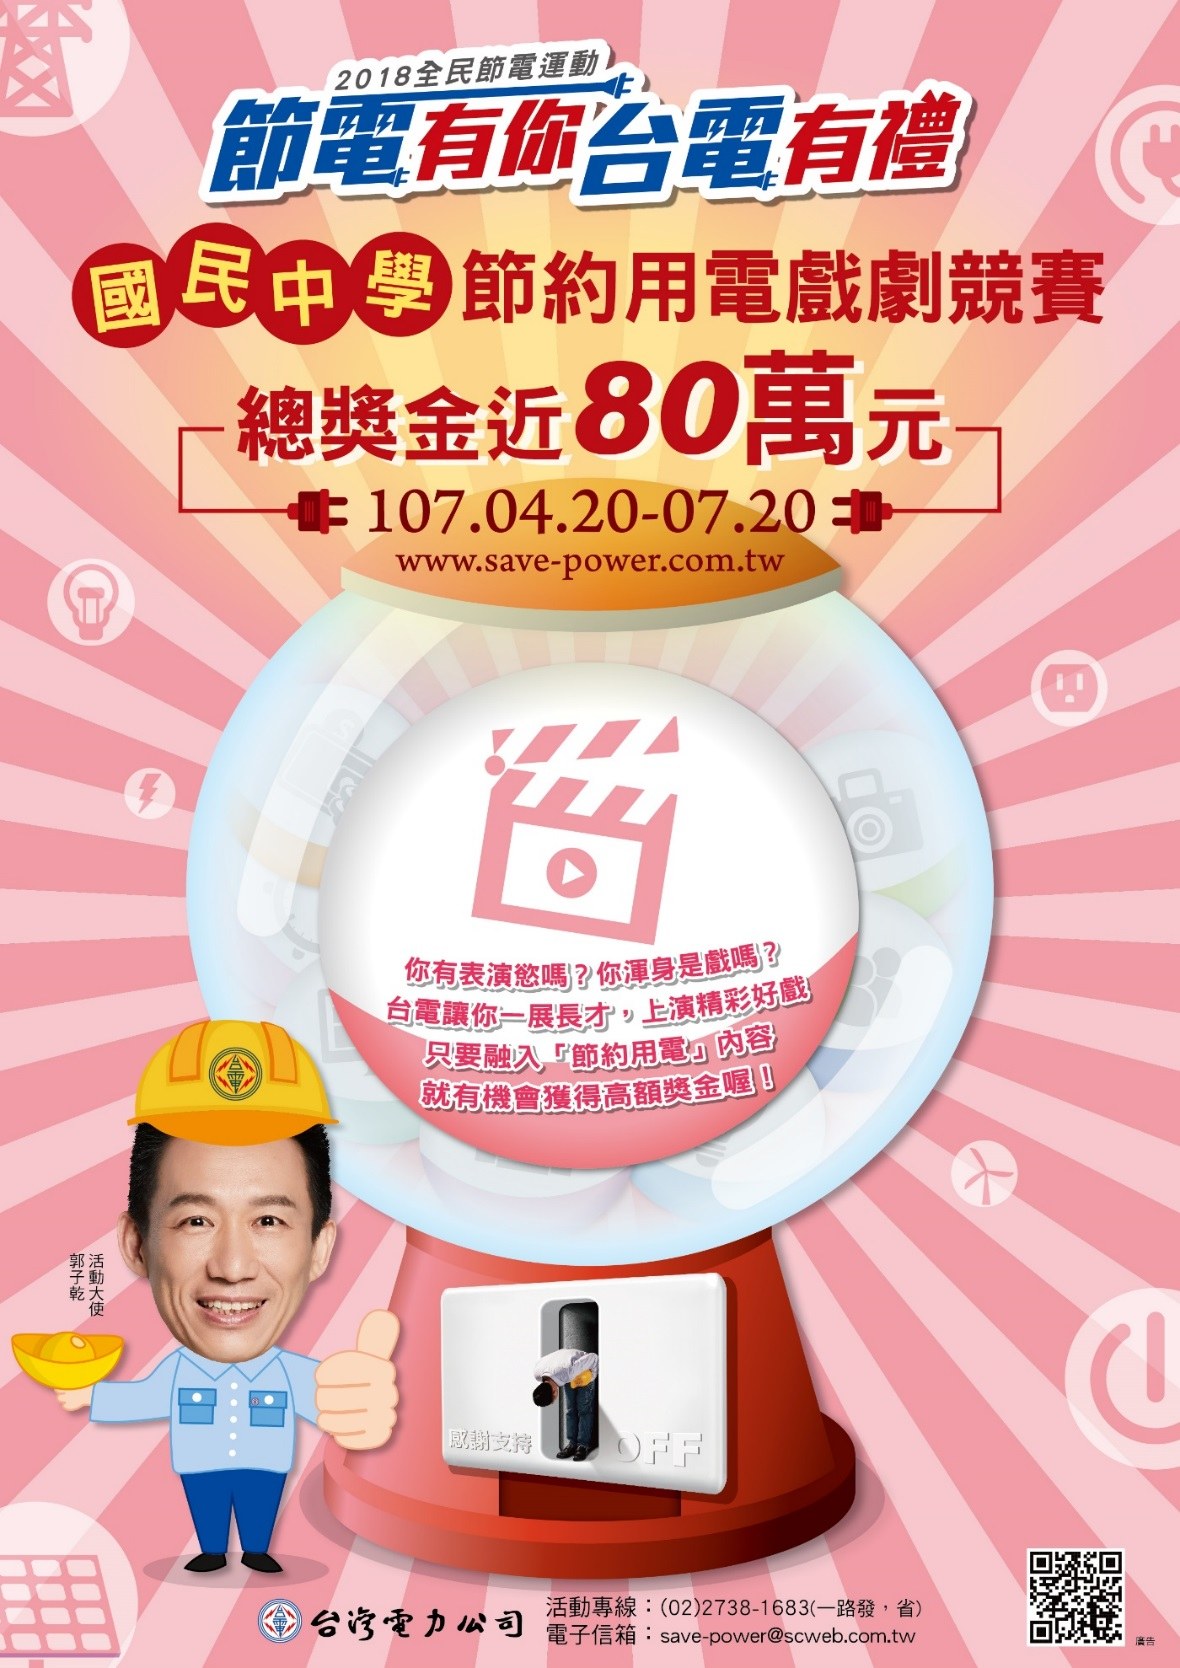 2018全民節電運動
節電有你台電有禮
國民中學節約用電戲劇競賽
總獎金近80萬元
107.04.20-07.20
www.save-power.com.tw
你有表演慾嗎？你渾身是戲嗎？
台電讓你一展長才，上演精彩好戲
只要融入「節約用電」內容
就有機會獲得高額獎金喔！
台電
活動大使
郭子乾
感謝支持
OFF
台灣電力公司
活動專線：(02)2738-1683(一路發，省)
電子信箱：save-power@scweb.com.tw
廣告